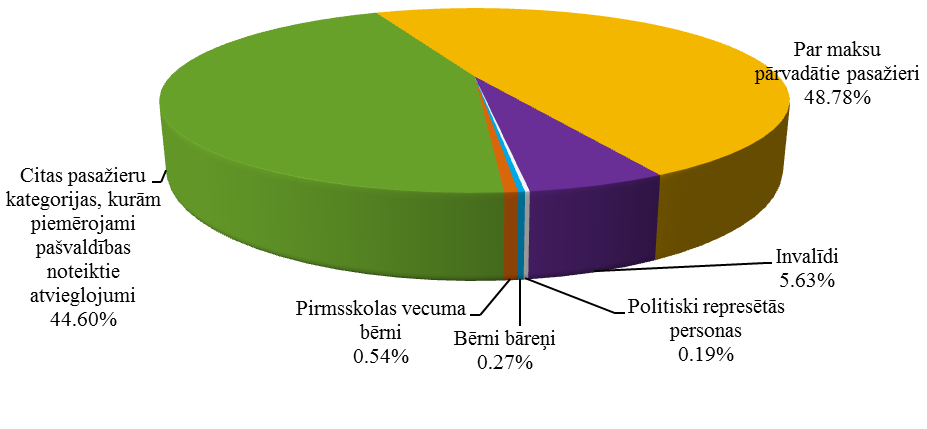 Par maksu
pārvadātie pasažieri
48.78%
Citas pasažieru
kategorijas, kurām
piemērojami
pašvaldības
noteiktie
atvieglojumi
44.60%
Invalīdi
5.63%
Pirmsskolas vecuma
bērni
0.54%
Bērni bāreņi
0.27%
Politiski represētās
personas
0.19%